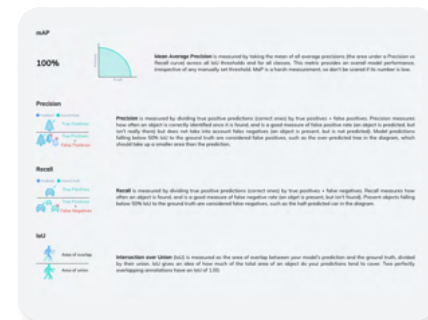 mAP
100%
Mean Average Precision is measured by taking the mean of all average precisions (the area under a Precision vs
Recall curve) across all IoU thresholds and for all classes. This metric provides an overall model performance,
irrespective of any manually set threshold. MaP is a harsh measurement, so don't be scared if its number is low.
Precision
True Positives
True Positives
+
False Positives
Precision is measured by dividing true positive predictions (correct ones) by true positives + false positives. Precision measures
how often an object is correctly identified once it is found, and is a good measure of false positive rate (an object is predicted, but
isn't really there) but does not take into account false negatives (an object is present, but is not predicted). Model predictions
falling below 50% IoU to the ground truth are considered false positives, such as the over-predicted tree in the diagram, which
should take up a smaller area than the prediction.
Recall
True Positives
True Positives
+
False Negatives
Recall is measured by dividing true positive predictions (correct ones) by true positives + false negatives. Recall measures how
often an object is found, and is a good measure of false negative rate (an object is present, but isn't found). Present objects falling
below 50% IoU to the ground truth are considered false negatives, such as the half-predicted car in the diagram.
IoU
Area of overlap
Area of union
Intersection over Union (IoU) is measured as the area of overlap between your model's prediction and the ground truth, divided
by their union. IoU gives an idea of how much of the total area of an object do your predictions tend to cover. Two perfectly
overlapping annotations have an IoU of 1.00.